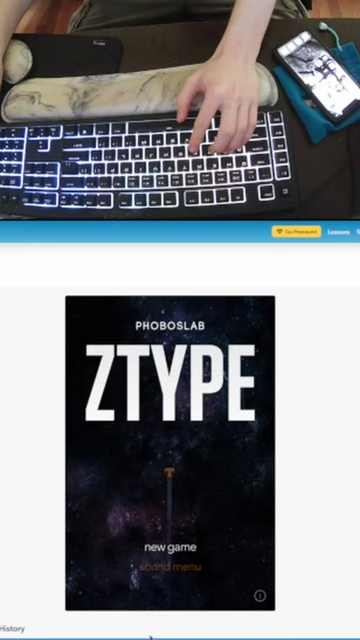 Go Premium!
Lessons
PHOBOSLAB
ZTYPE
new game
sound menu
History